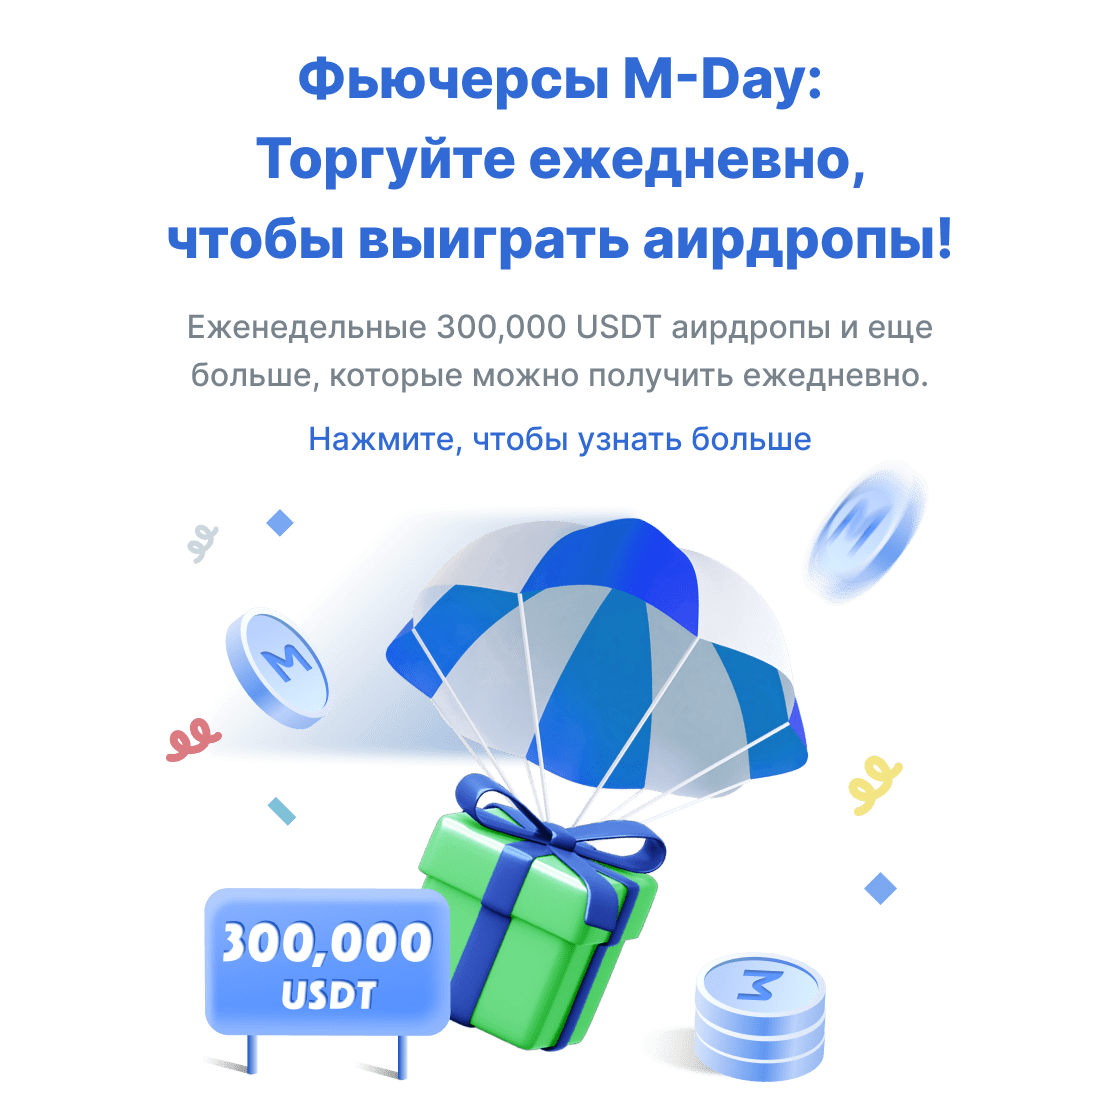 Фьючерсы M-Day:
Торгуйте ежедневно,
чтобы выиграть аирдропы!
Еженедельные 300,000 USDT аирдропы и еще
больше, которые можно получить ежедневно.
Нажмите, чтобы узнать больше
M
M
300,000
USDT
M